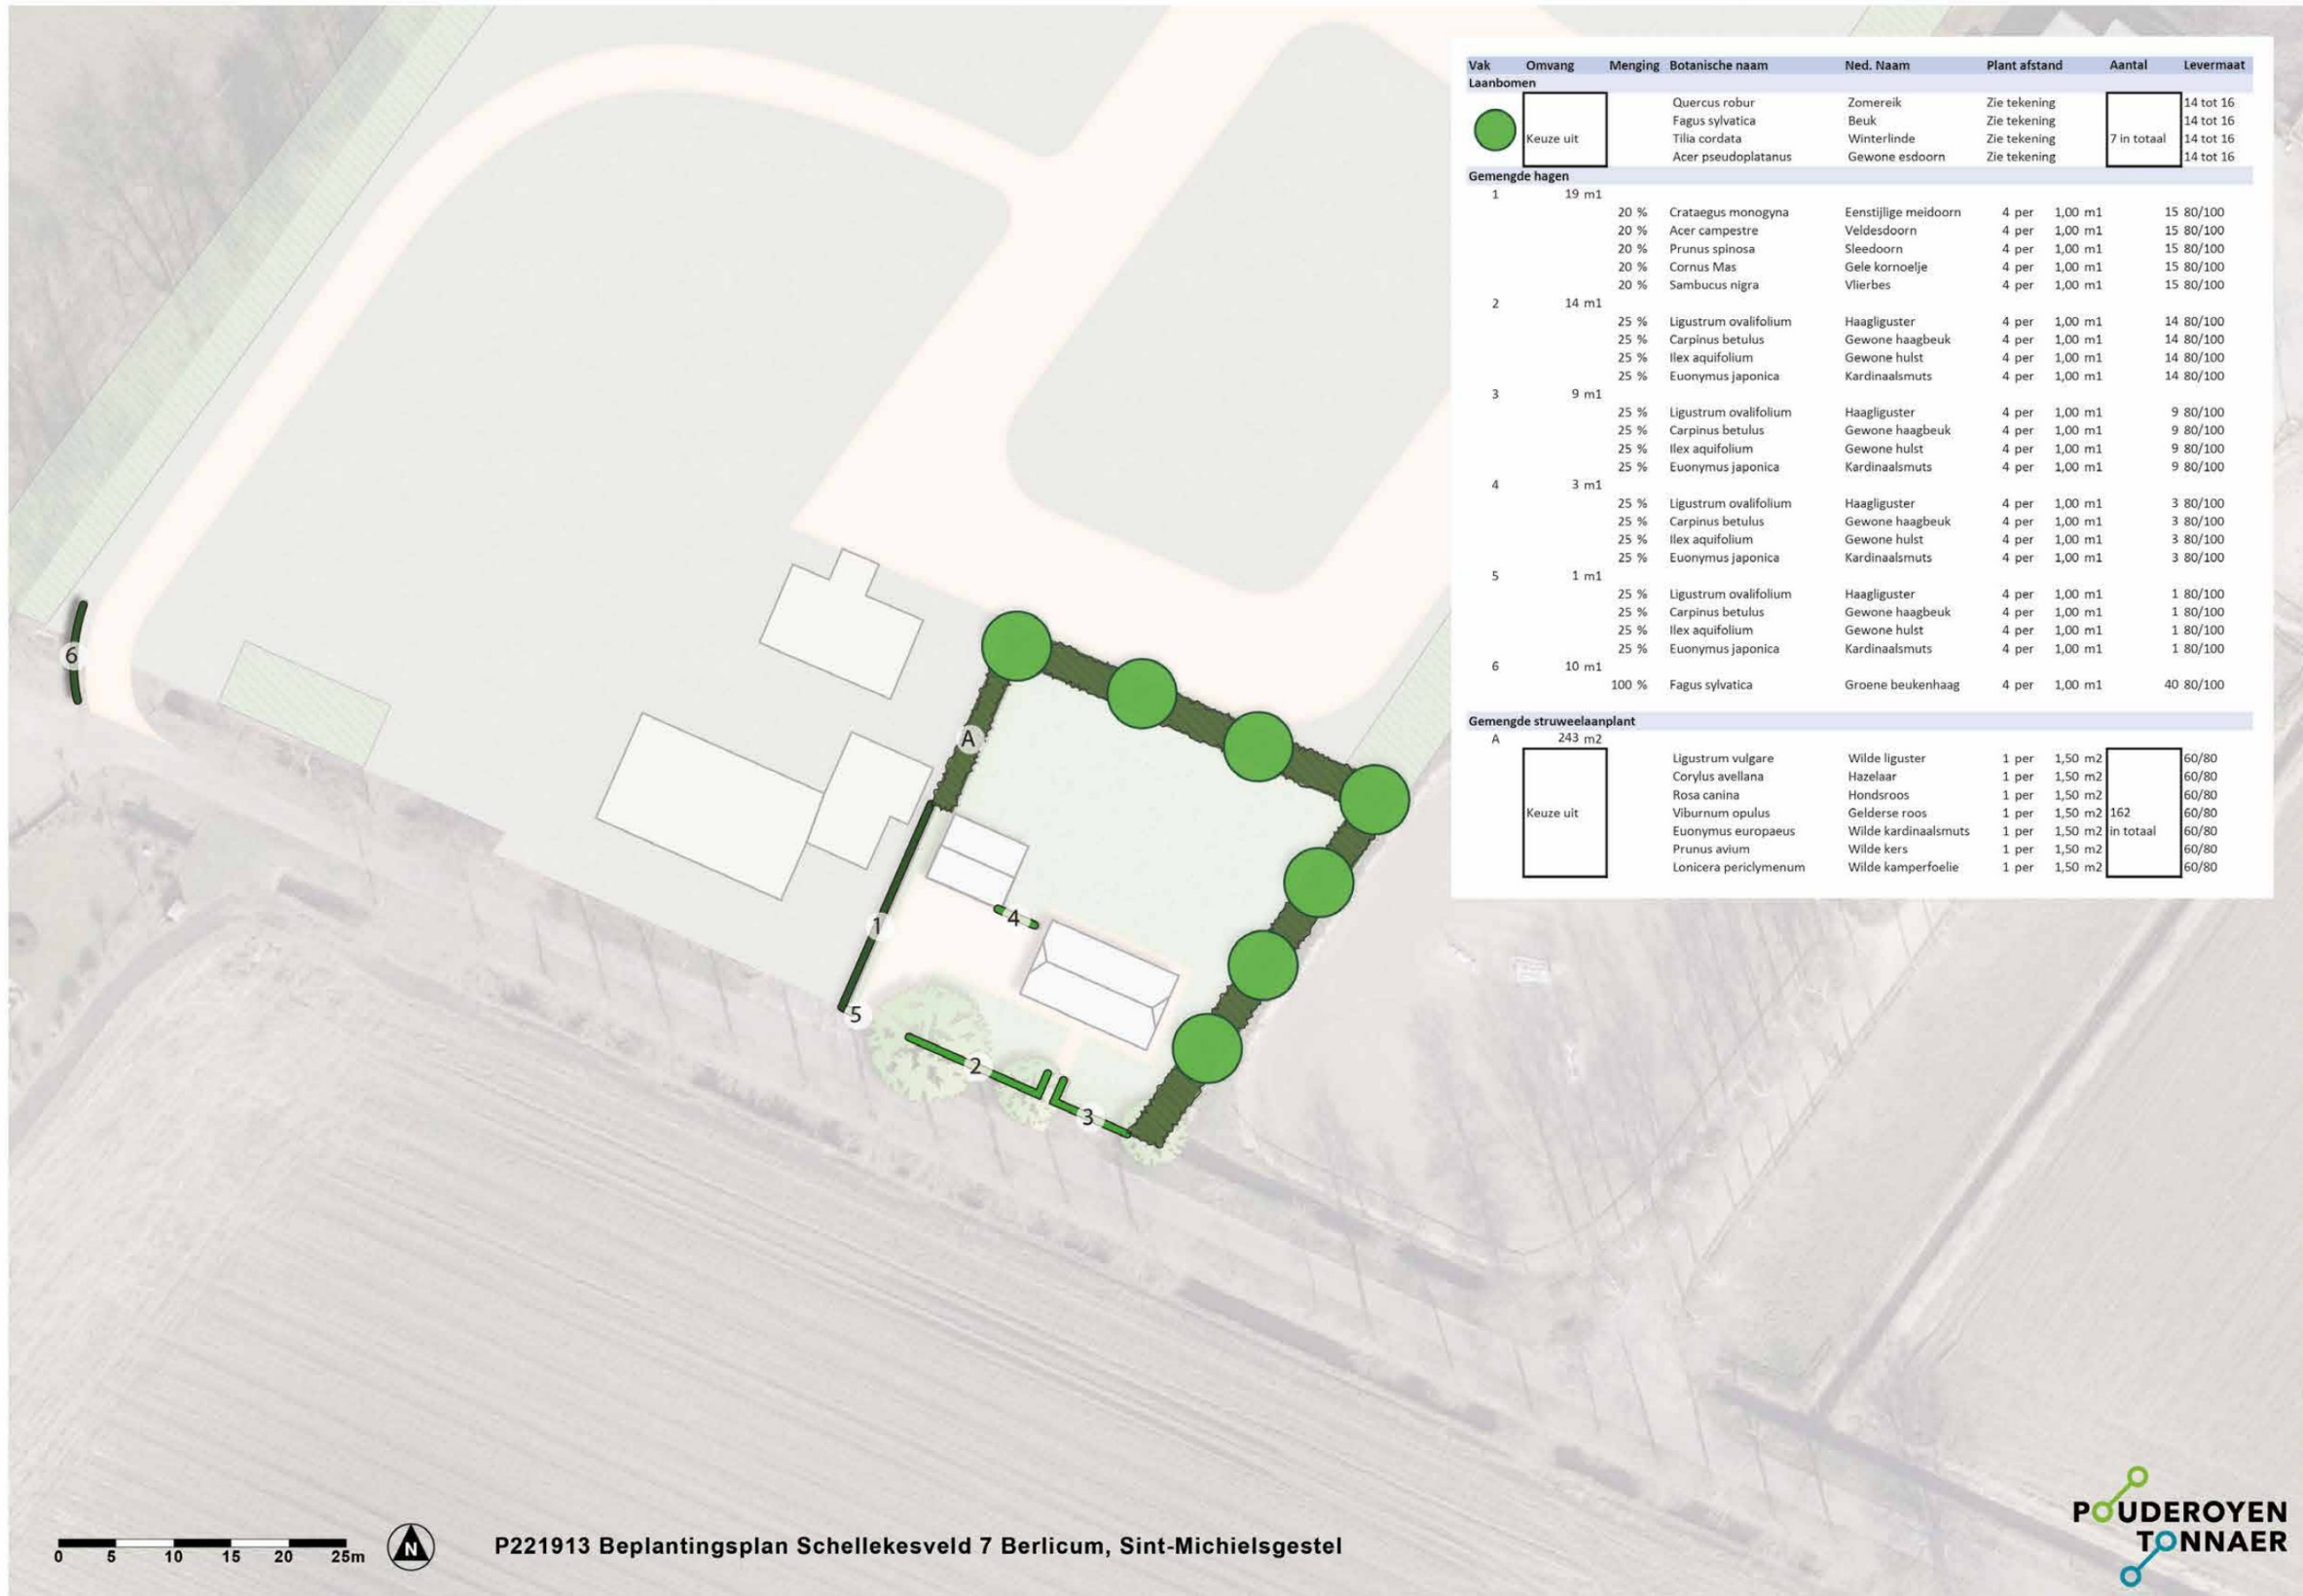 Vak Omvang Menging Botanische naam Ned. Naam Plant afstand Aantal Levermaat
Laanbomen
Quercus robur Zomereik Zie tekening 14 tot 16
Fagus sylvatica Beuk Zie tekening 14 tot 16
Keuze uit Tilia cordata Winterlinde Zie tekening 7 in totaal 14 tot 16
Acer pseudoplatanus Gewone esdoorn Zie tekening 14 tot 16
Gemengde hagen
1 19 m1
20 % Crataegus monogyna Eenstijlige meidoorn 4 per 1,00 m1 15 80/100
20 % Acer campestre Veldesdoorn 4 per 1,00 m1 15 80/100
20 % Prunus spinosa Sleedoorn 4 per 1,00 m1 15 80/100
20 % Cornus Mas Gele kornoelje 4 per 1,00 m1 15 80/100
20 % Sambucus nigra Vlierbes 4 per 1,00 m1 15 80/100
2 14 m1
25 % Ligustrum ovalifolium Haagliguster 4 per 1,00 m1 14 80/100
25 % Carpinus betulus Gewone haagbeuk 4 per 1,00 m1 14 80/100
25 % Ilex aquifolium Gewone hulst 4 per 1,00 m1 14 80/100
25 % Euonymus japonica Kardinaalsmuts 4 per 1,00 m1 14 80/100
3 9 m1
25 % Ligustrum ovalifolium Haagliguster 4 per 1,00 m1 9 80/100
25 % Carpinus betulus Gewone haagbeuk 4 per 1,00 m1 9 80/100
25 % Ilex aquifolium Gewone hulst 4 per 1,00 m1 9 80/100
25 % Euonymus japonica Kardinaalsmuts 4 per 1,00 m1 9 80/100
4 3 m1
25 % Ligustrum ovalifolium Haagliguster 4 per 1,00 m1 3 80/100
25 % Carpinus betulus Gewone haagbeuk 4 per 1,00 m1 3 80/100
25 % Ilex aquifolium Gewone hulst 4 per 1,00 m1 3 80/100
25 % Euonymus japonica Kardinaalsmuts 4 per 1,00 m1 3 80/100
5 1 m1
25 % Ligustrum ovalifolium Haagliguster 4 per 1,00 m1 1 80/100
25 % Carpinus betulus Gewone haagbeuk 4 per 1,00 m1 1 80/100
25 % Ilex aquifolium Gewone hulst 4 per 1,00 m1 1 80/100
25 % Euonymus japonica Kardinaalsmuts 4 per 1,00 m1 1 80/100
6 10 m1
100 % Fagus sylvatica Groene beukenhaag 4 per 1,00 m1 40 80/100
Gemengde struweelaanplant
A 243 m2
Ligustrum vulgare Wilde liguster 1 per 1,50 m2 60/80
Corylus avellana Hazelaar 1 per 1,50 m2 60/80
Rosa canina Hondsroos 1 per 1,50 m2 60/80
Keuze uit Viburnum opulus Gelderse roos 1 per 1,50 m2 162 60/80
Euonymus europaeus Wilde kardinaalsmuts 1 per 1,50 m2 in totaal 60/80
Prunus avium Wilde kers 1 per 1,50 m2 60/80
Lonicera periclymenum Wilde kamperfoelie 1 per 1,50 m2 60/80
6
A
1
4
5
2
3
0 5 10 15 20 25m
N
P221913 Beplantingsplan Schellekesveld 7 Berlicum, Sint-Michielsgestel
POUDEROYEN
TONNAER